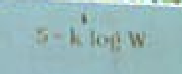 S = k log W